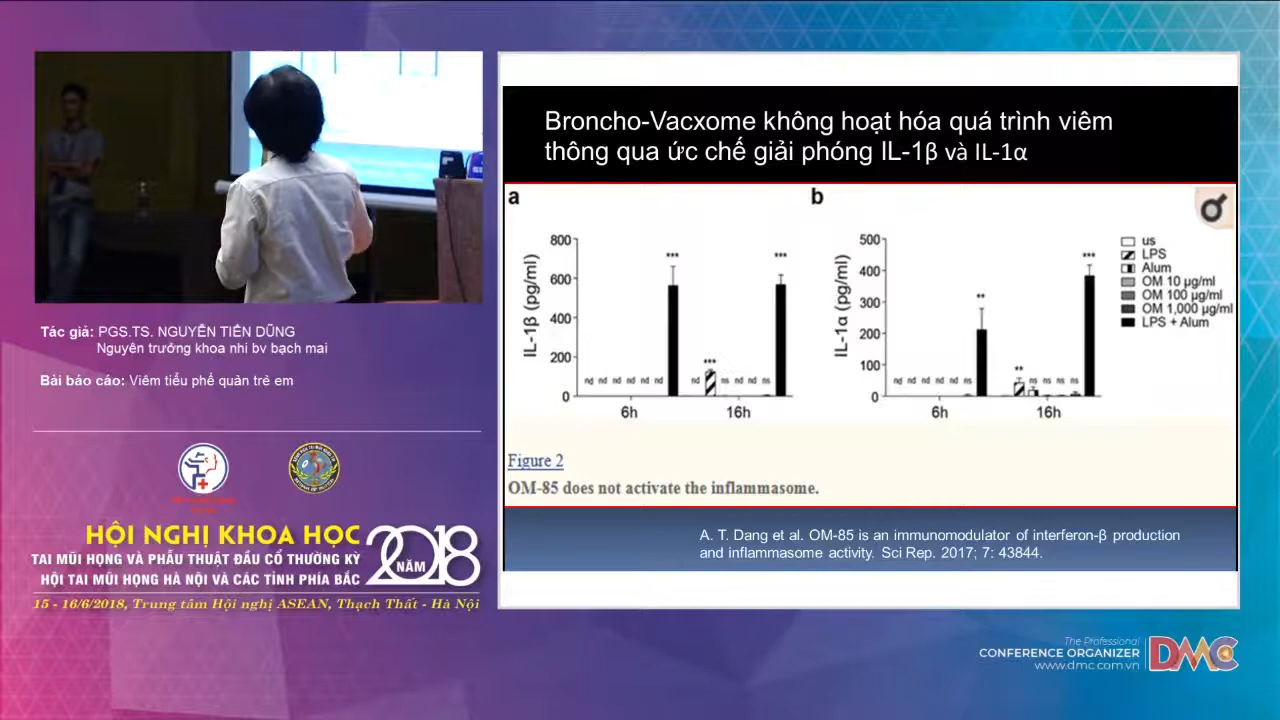 Broncho-Vacxome không hoạt hóa quá trình viêm
thông qua ức chế giải phóng IL-1β và IL-1α
a
IL-1β (pg/ml)
800
600
400
200
0
nd nd nd nd nd nd ***
nd *** ns nd nd ns ***
6h 16h
b
IL-1α (pg/ml)
500
400
300
200
100
0
nd nd nd nd nd ns **
** ns ns ns ns ***
6h 16h
us
LPS
Alum
OM 10 µg/ml
OM 100 µg/ml
OM 1,000 µg/ml
LPS + Alum
Figure 2
OM-85 does not activate the inflammasome.
A. T. Dang et al. OM-85 is an immunomodulator of interferon-β production
and inflammasome activity. Sci Rep. 2017; 7: 43844.
Tác giả: PGS.TS. NGUYỄN TIẾN DŨNG
Nguyên trưởng khoa nhi bv bạch mai
Bài báo cáo: Viêm tiểu phế quản trẻ em
HỘI NGHỊ KHOA HỌC
TAI MŨI HỌNG VÀ PHẪU THUẬT ĐẦU CỔ THƯỜNG KỲ
HỘI TAI MŨI HỌNG HÀ NỘI VÀ CÁC TỈNH PHÍA BẮC
NĂM 2018
15 - 16/6/2018, Trung tâm Hội nghị ASEAN, Thạch Thất - Hà Nội
The Professional
CONFERENCE ORGANIZER
www.dmc.com.vn
DMC